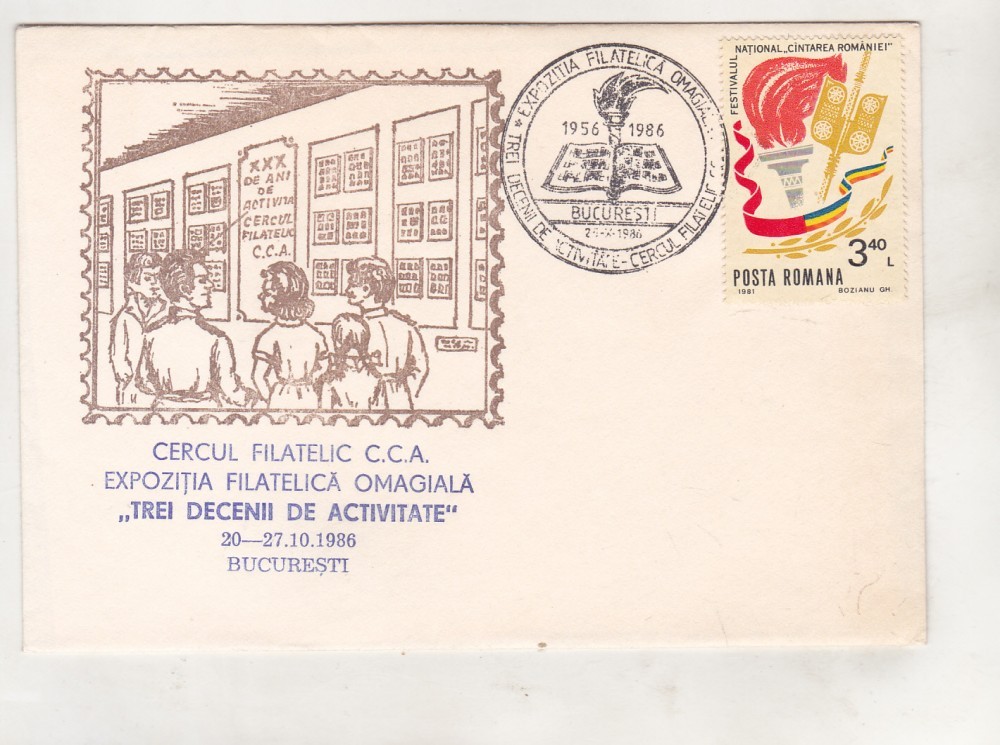 XXX
DE ANI
DE
ACTIVITA
CERCUL
FILATELIC
C.C.A.
CERCUL FILATELIC C.C.A.
EXPOZIȚIA FILATELICĂ OMAGIALĂ
„TREI DECENII DE ACTIVITATE“
20—27.10.1986
BUCUREȘTI
EXPOZIȚIA FILATELICĂ OMAGIALĂ
★ TREI DECENII DE ACTIVITATE-CERCUL FILATELIC
1956 1986
BUCUREȘTI
-X-1986
FESTIVALUL
NAȚIONAL „CÎNTAREA ROMÂNIEI"
3 40 L
POSTA ROMANA
1981 BOZIANU GH.